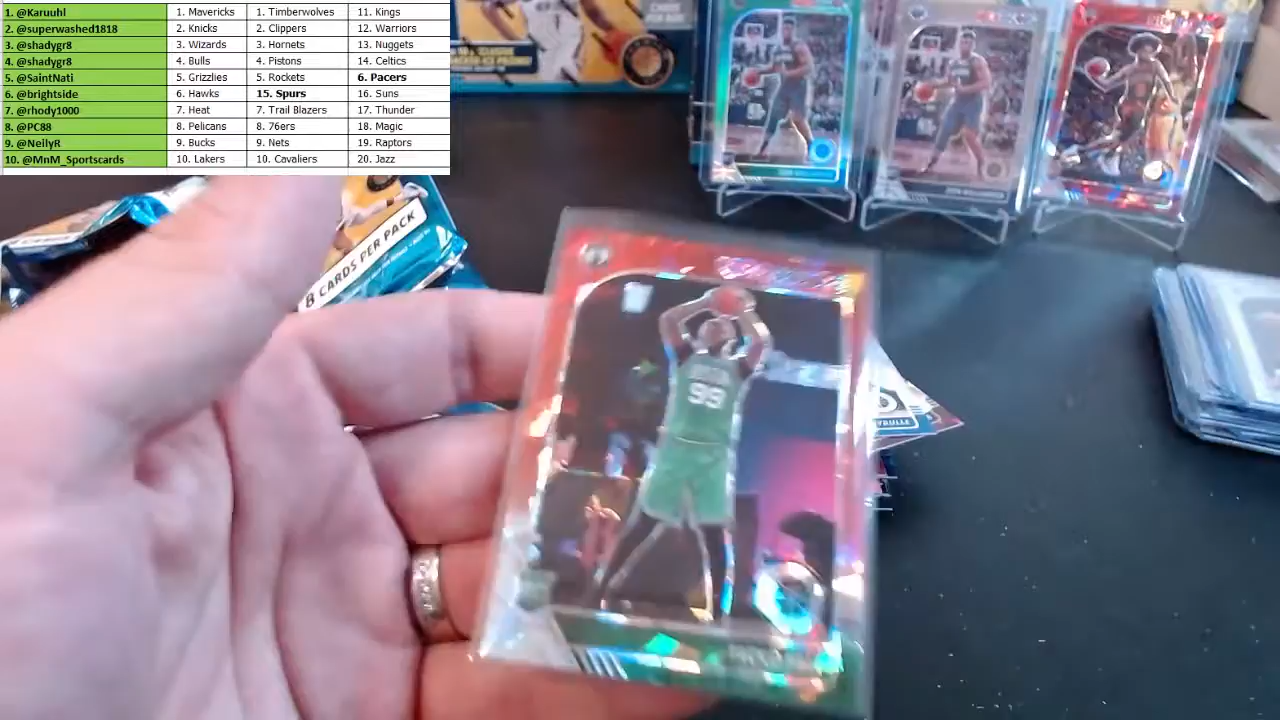 1. @Karuuhl 1. Mavericks 1. Timberwolves 11. Kings
2. @superwashed1818 2. Knicks 2. Clippers 12. Warriors
3. @shadygr8 3. Wizards 3. Hornets 13. Nuggets
4. @shadygr8 4. Bulls 4. Pistons 14. Celtics
5. @SaintNati 5. Grizzlies 5. Rockets 6. Pacers
6. @brightside 6. Hawks 15. Spurs 16. Suns
7. @rhody1000 7. Heat 7. Trail Blazers 17. Thunder
8. @PC88 8. Pelicans 8. 76ers 18. Magic
9. @NeilyR 9. Bucks 9. Nets 19. Raptors
10. @MnM_Sportscards 10. Lakers 10. Cavaliers 20. Jazz
8 CARDS PER PACK
99